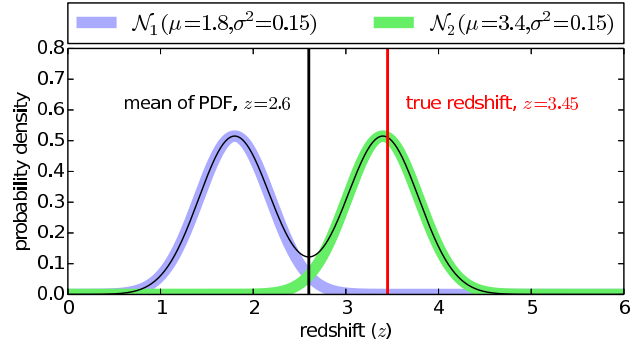 𝒩₁(μ=1.8,σ²=0.15) 𝒩₂(μ=3.4,σ²=0.15)
0.8
0.7
0.6
0.5
0.4
0.3
0.2
0.1
0.0
probability density
mean of PDF, z=2.6
true redshift, z=3.45
0 1 2 3 4 5 6
redshift (z)